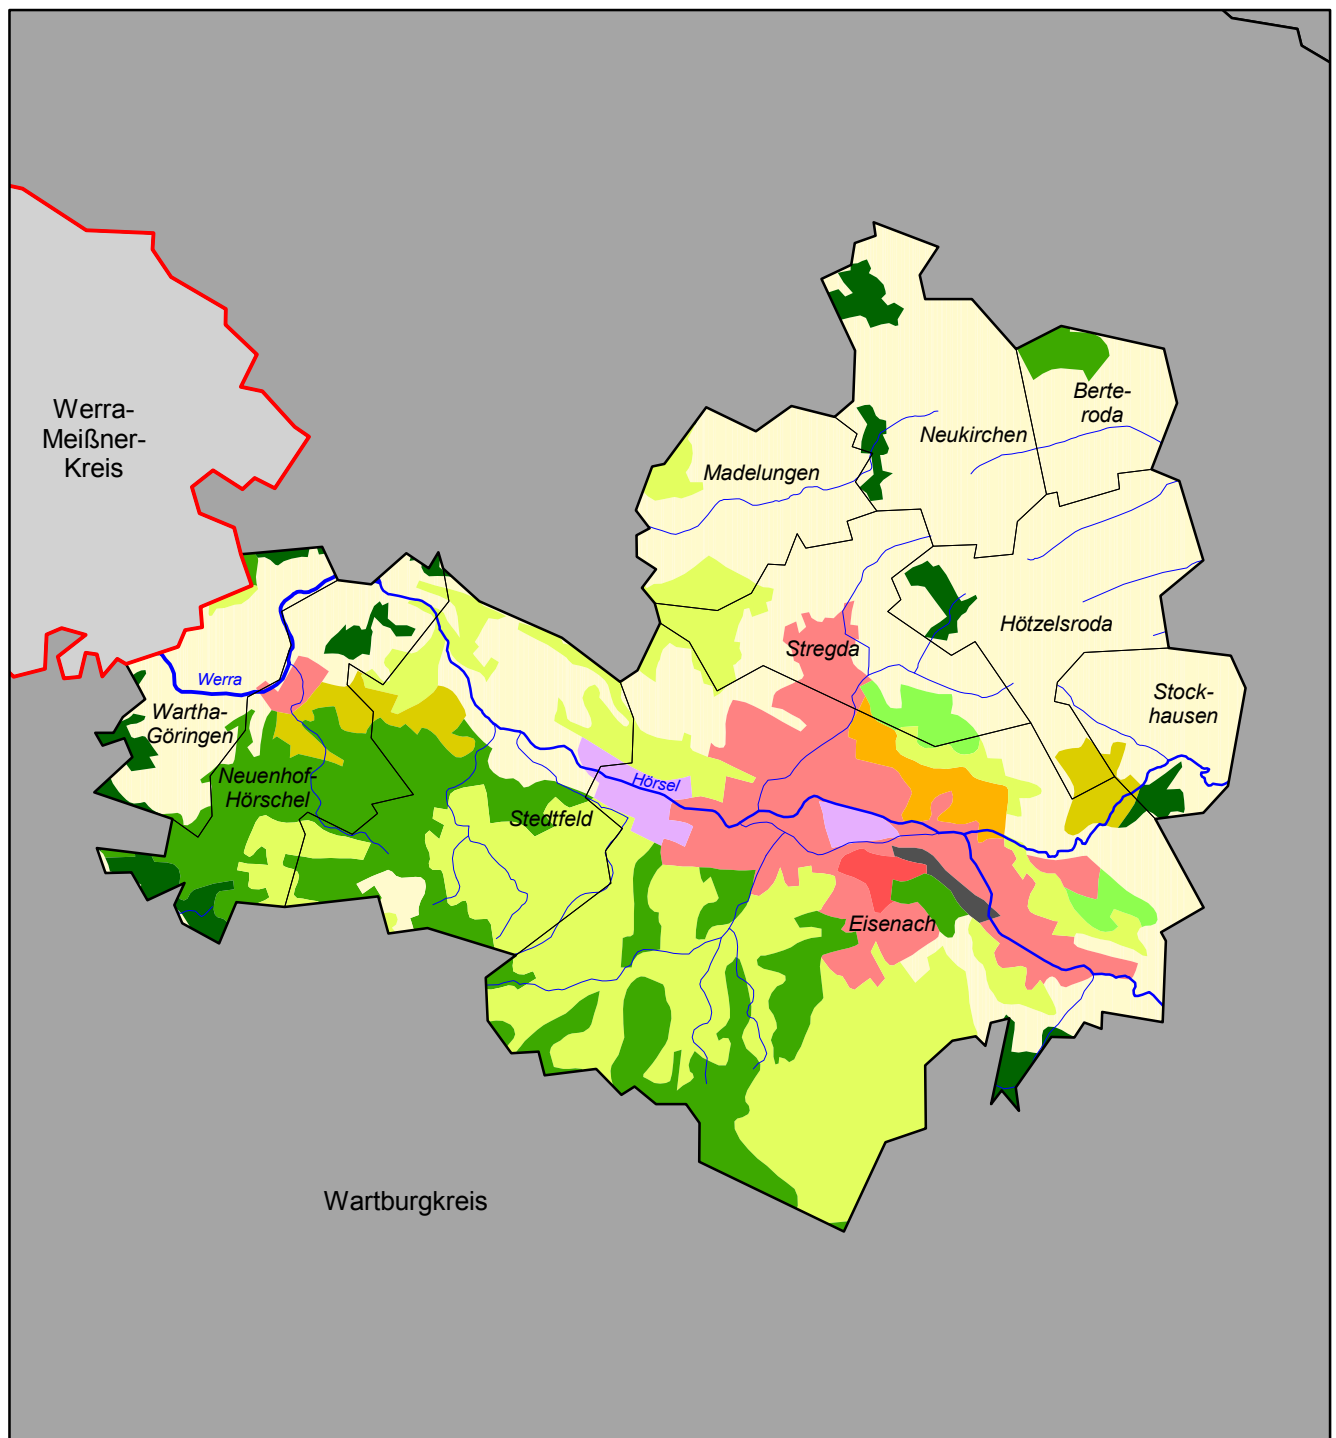 Werra-
Meißner-
Kreis
Berte-
roda
Neukirchen
Madelungen
Hötzelsroda
Stregda
Stock-
hausen
Werra
Wartha-
Göringen
Neuenhof-
Hörschel
Hörsel
Stedtfeld
Eisenach
Wartburgkreis